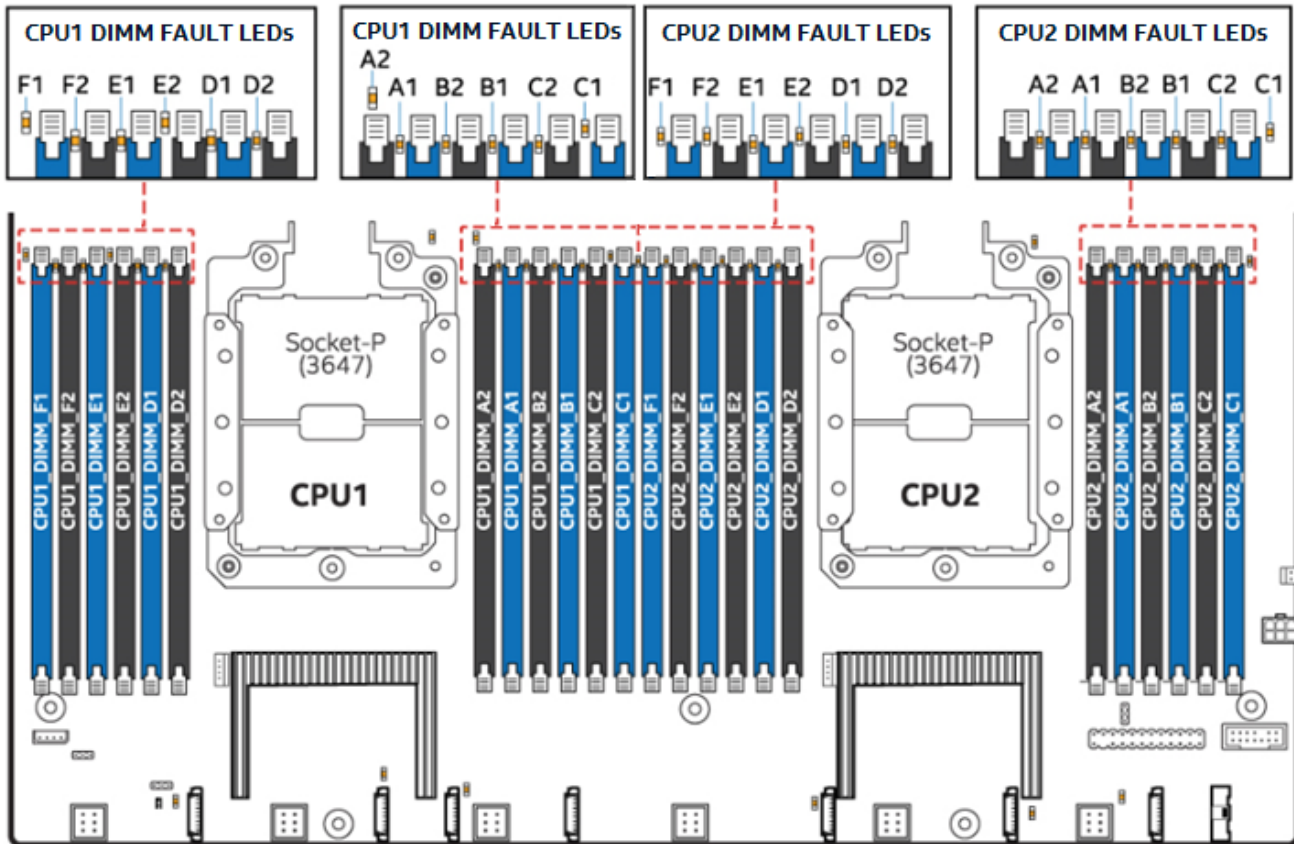 CPU1 DIMM FAULT LEDs
F1 F2 E1 E2 D1 D2
CPU1 DIMM FAULT LEDs
A2
A1 B2 B1 C2 C1
CPU2 DIMM FAULT LEDs
F1 F2 E1 E2 D1 D2
CPU2 DIMM FAULT LEDs
A2 A1 B2 B1 C2 C1
CPU1_DIMM_F1
CPU1_DIMM_F2
CPU1_DIMM_E1
CPU1_DIMM_E2
CPU1_DIMM_D1
CPU1_DIMM_D2
Socket-P
(3647)
CPU1
CPU1_DIMM_A2
CPU1_DIMM_A1
CPU1_DIMM_B2
CPU1_DIMM_B1
CPU1_DIMM_C2
CPU1_DIMM_C1
CPU2_DIMM_F1
CPU2_DIMM_F2
CPU2_DIMM_E1
CPU2_DIMM_E2
CPU2_DIMM_D1
CPU2_DIMM_D2
Socket-P
(3647)
CPU2
CPU2_DIMM_A2
CPU2_DIMM_A1
CPU2_DIMM_B2
CPU2_DIMM_B1
CPU2_DIMM_C2
CPU2_DIMM_C1